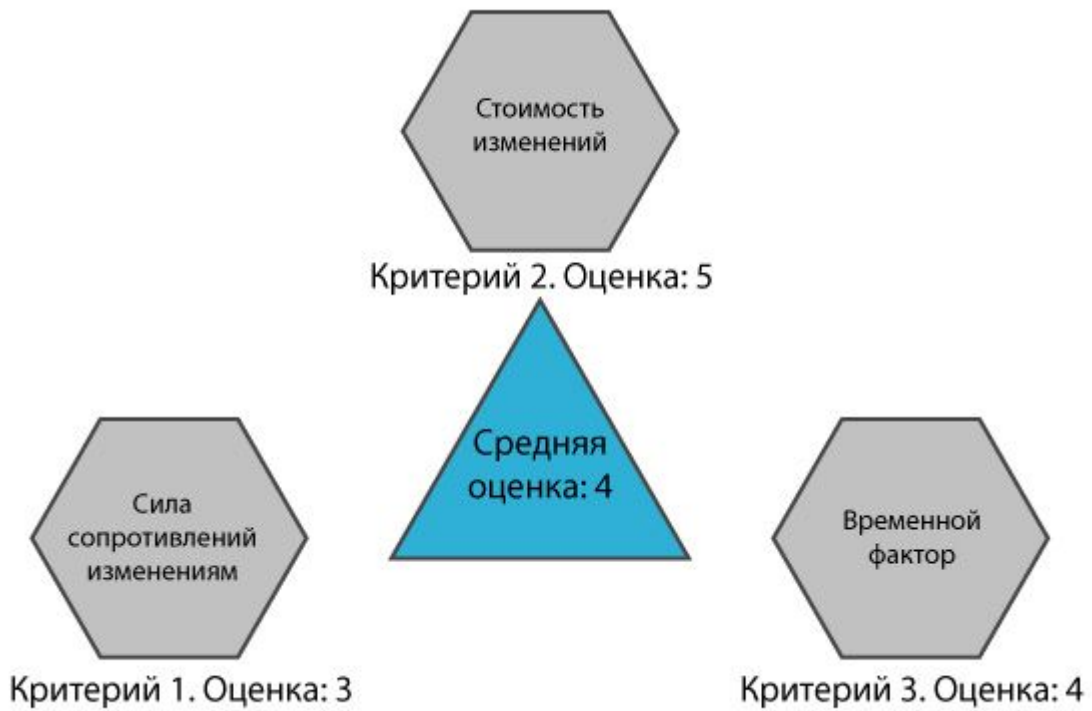 Стоимость
изменений
Критерий 2. Оценка: 5
Средняя
оценка: 4
Сила
сопротивлений
изменениям
Критерий 1. Оценка: 3
Временной
фактор
Критерий 3. Оценка: 4